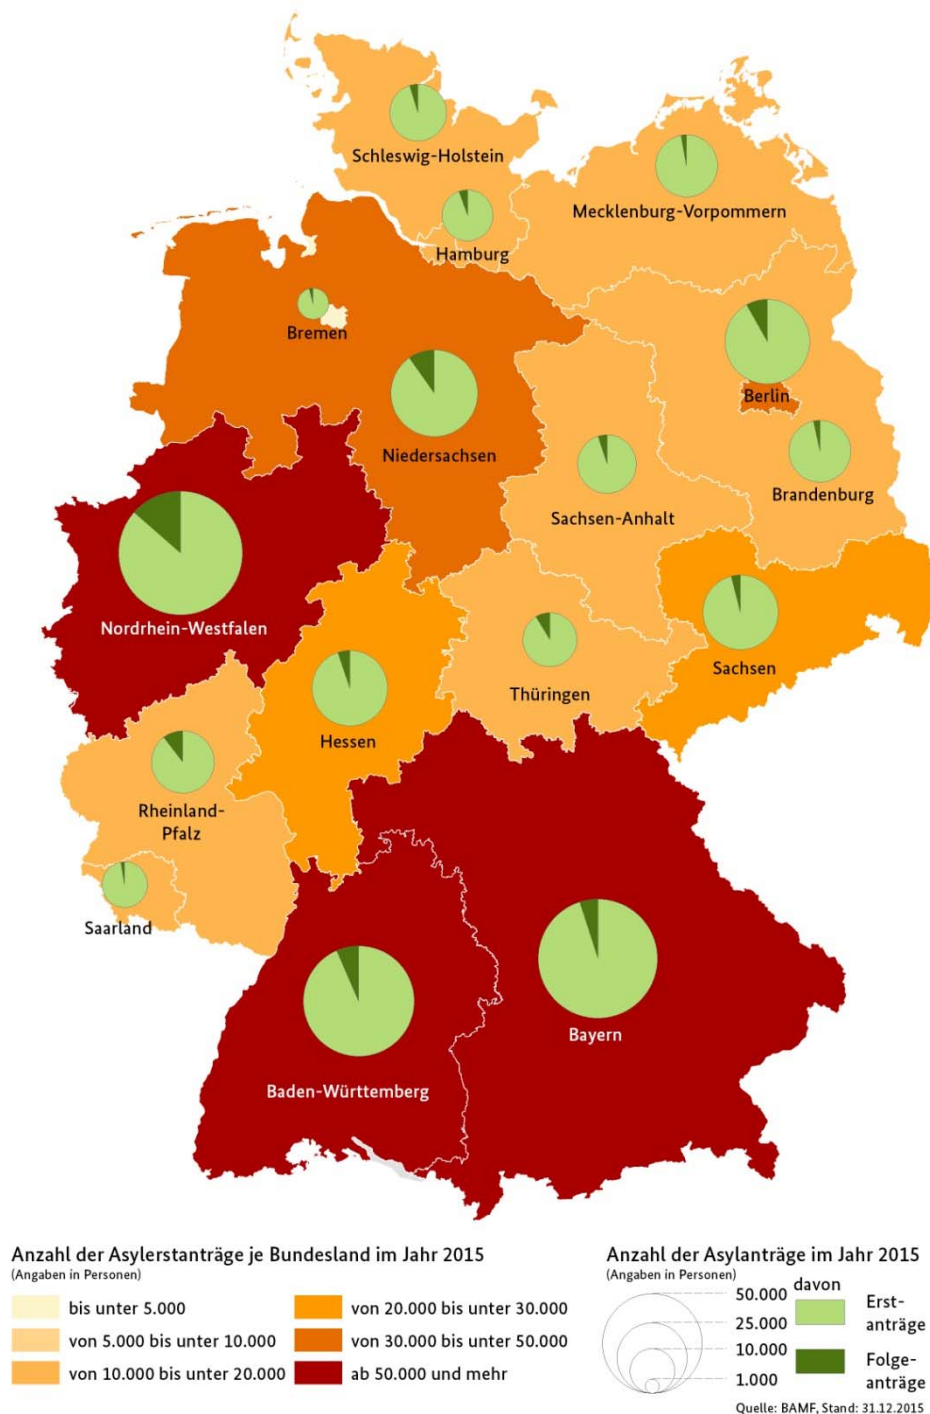 Schleswig-Holstein
Mecklenburg-Vorpommern
Hamburg
Bremen
Berlin
Niedersachsen
Brandenburg
Sachsen-Anhalt
Nordrhein-Westfalen
Sachsen
Thüringen
Hessen
Rheinland-
Pfalz
Saarland
Bayern
Baden-Württemberg
Anzahl der Asylerstanträge je Bundesland im Jahr 2015
(Angaben in Personen)
bis unter 5.000
von 5.000 bis unter 10.000
von 10.000 bis unter 20.000
von 20.000 bis unter 30.000
von 30.000 bis unter 50.000
ab 50.000 und mehr
Anzahl der Asylanträge im Jahr 2015
(Angaben in Personen)
50.000
25.000
10.000
1.000
davon
Erst-
anträge
Folge-
anträge
Quelle: BAMF, Stand: 31.12.2015